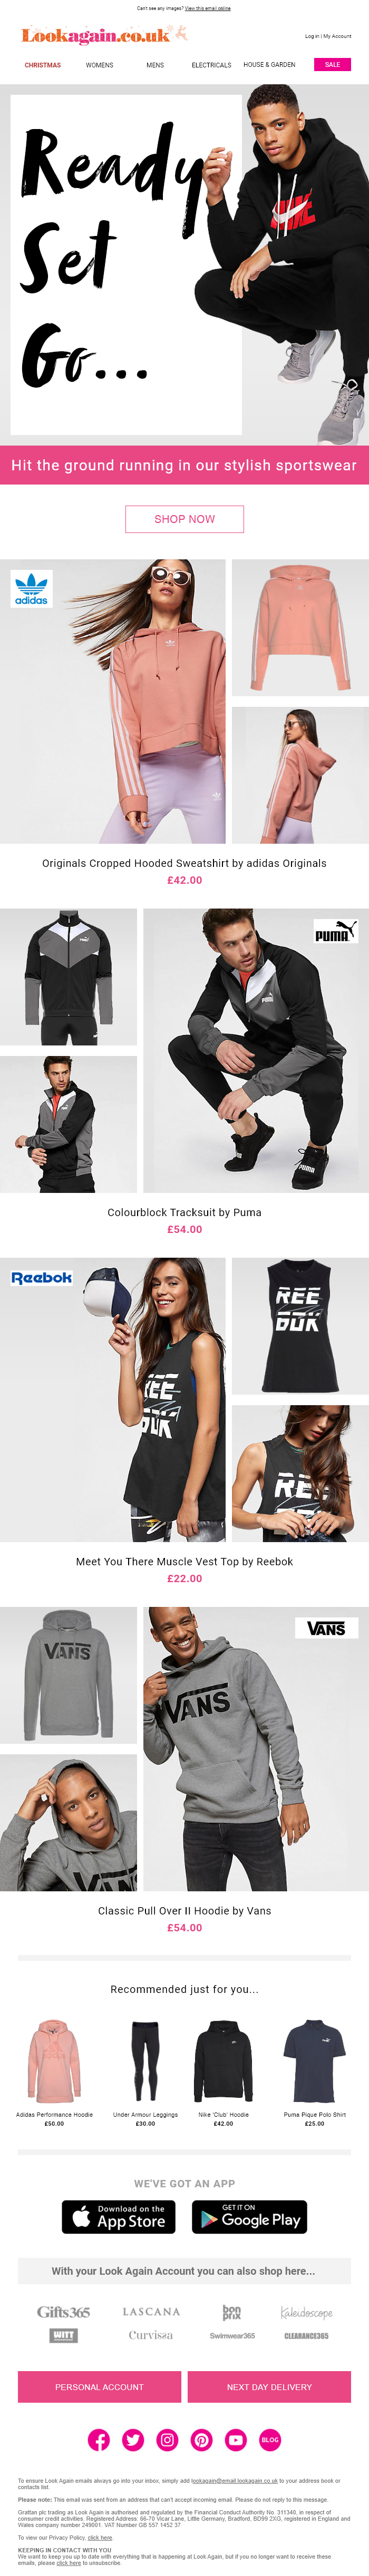 Can't see any images? View this email online
Lookagain.co.uk
Log in | My Account
CHRISTMAS WOMENS MENS ELECTRICALS HOUSE & GARDEN SALE
Ready
Set
Go...
Hit the ground running in our stylish sportswear
SHOP NOW
adidas
Originals Cropped Hooded Sweatshirt by adidas Originals
£42.00
PUMA
PUMA
Colourblock Tracksuit by Puma
£54.00
Reebok
REE
BOK
Meet You There Muscle Vest Top by Reebok
£22.00
VANS
VANS
VANS
VANS
Classic Pull Over II Hoodie by Vans
£54.00
Recommended just for you...
Adidas Performance Hoodie
£50.00
Under Armour Leggings
£30.00
Nike 'Club' Hoodie
£42.00
Puma Pique Polo Shirt
£25.00
WE'VE GOT AN APP
Download on the
App Store
GET IT ON
Google Play
With your Look Again Account you can also shop here...
Gifts365 LASCANA bon prix Kaleidoscope
WITT Curvissa Swimwear365 CLEARANCE365
PERSONAL ACCOUNT
NEXT DAY DELIVERY
BLOG
To ensure Look Again emails always go into your inbox, simply add lookagain@email.lookagain.co.uk to your address book or
contacts list.
Please note: This email was sent from an address that can't accept incoming email. Please do not reply to this message.
Grattan plc trading as Look Again is authorised and regulated by the Financial Conduct Authority No. 311348, in respect of
consumer credit activities. Registered Address: 66-70 Vicar Lane, Little Germany, Bradford, BD99 2XG, registered in England and
Wales company number 249001. VAT Number GB 557 1452 37
To view our Privacy Policy, click here.
KEEPING IN CONTACT WITH YOU
We want to keep you up to date with everything that is happening at Look Again, but if you no longer want to receive these
emails, please click here to unsubscribe.